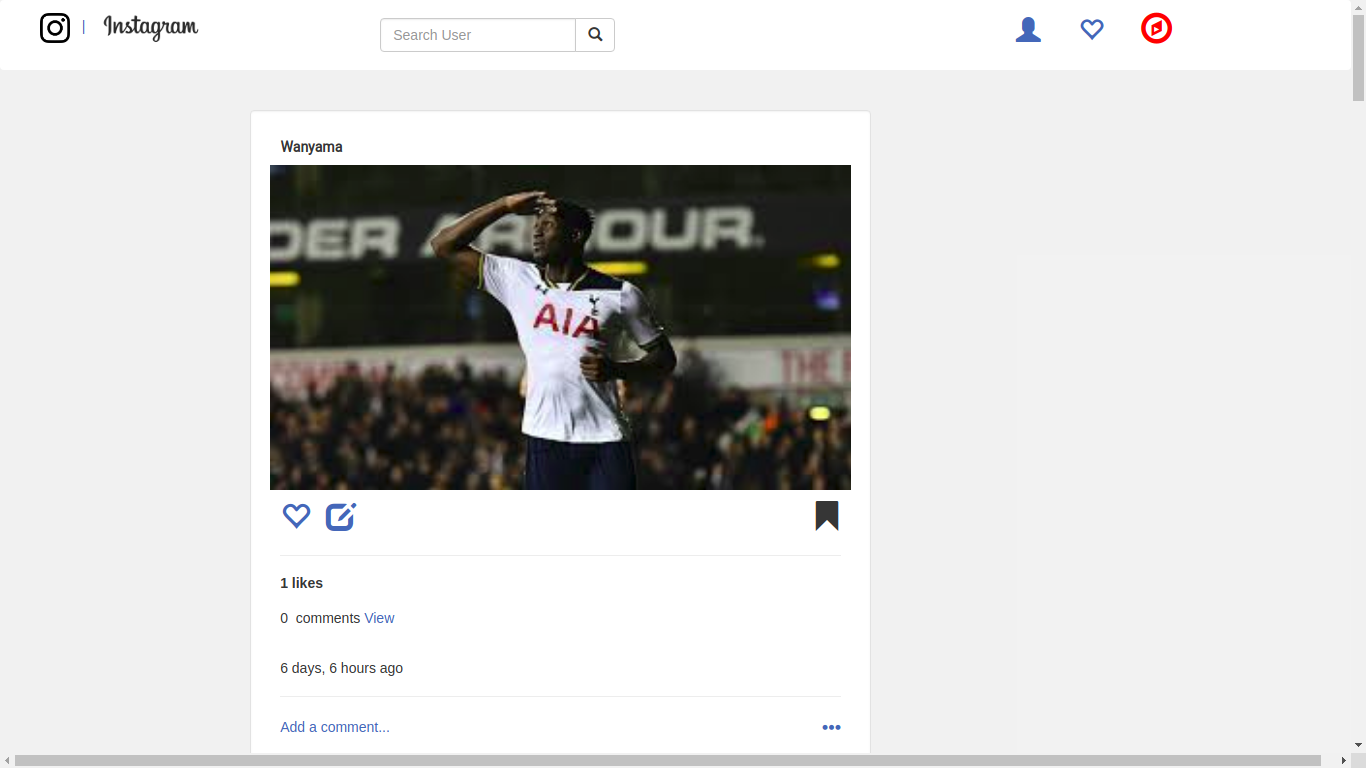 | Instagram
Search User
Wanyama
DER ARMOUR.
AIA
THE
1 likes
0 comments View
6 days, 6 hours ago
Add a comment...